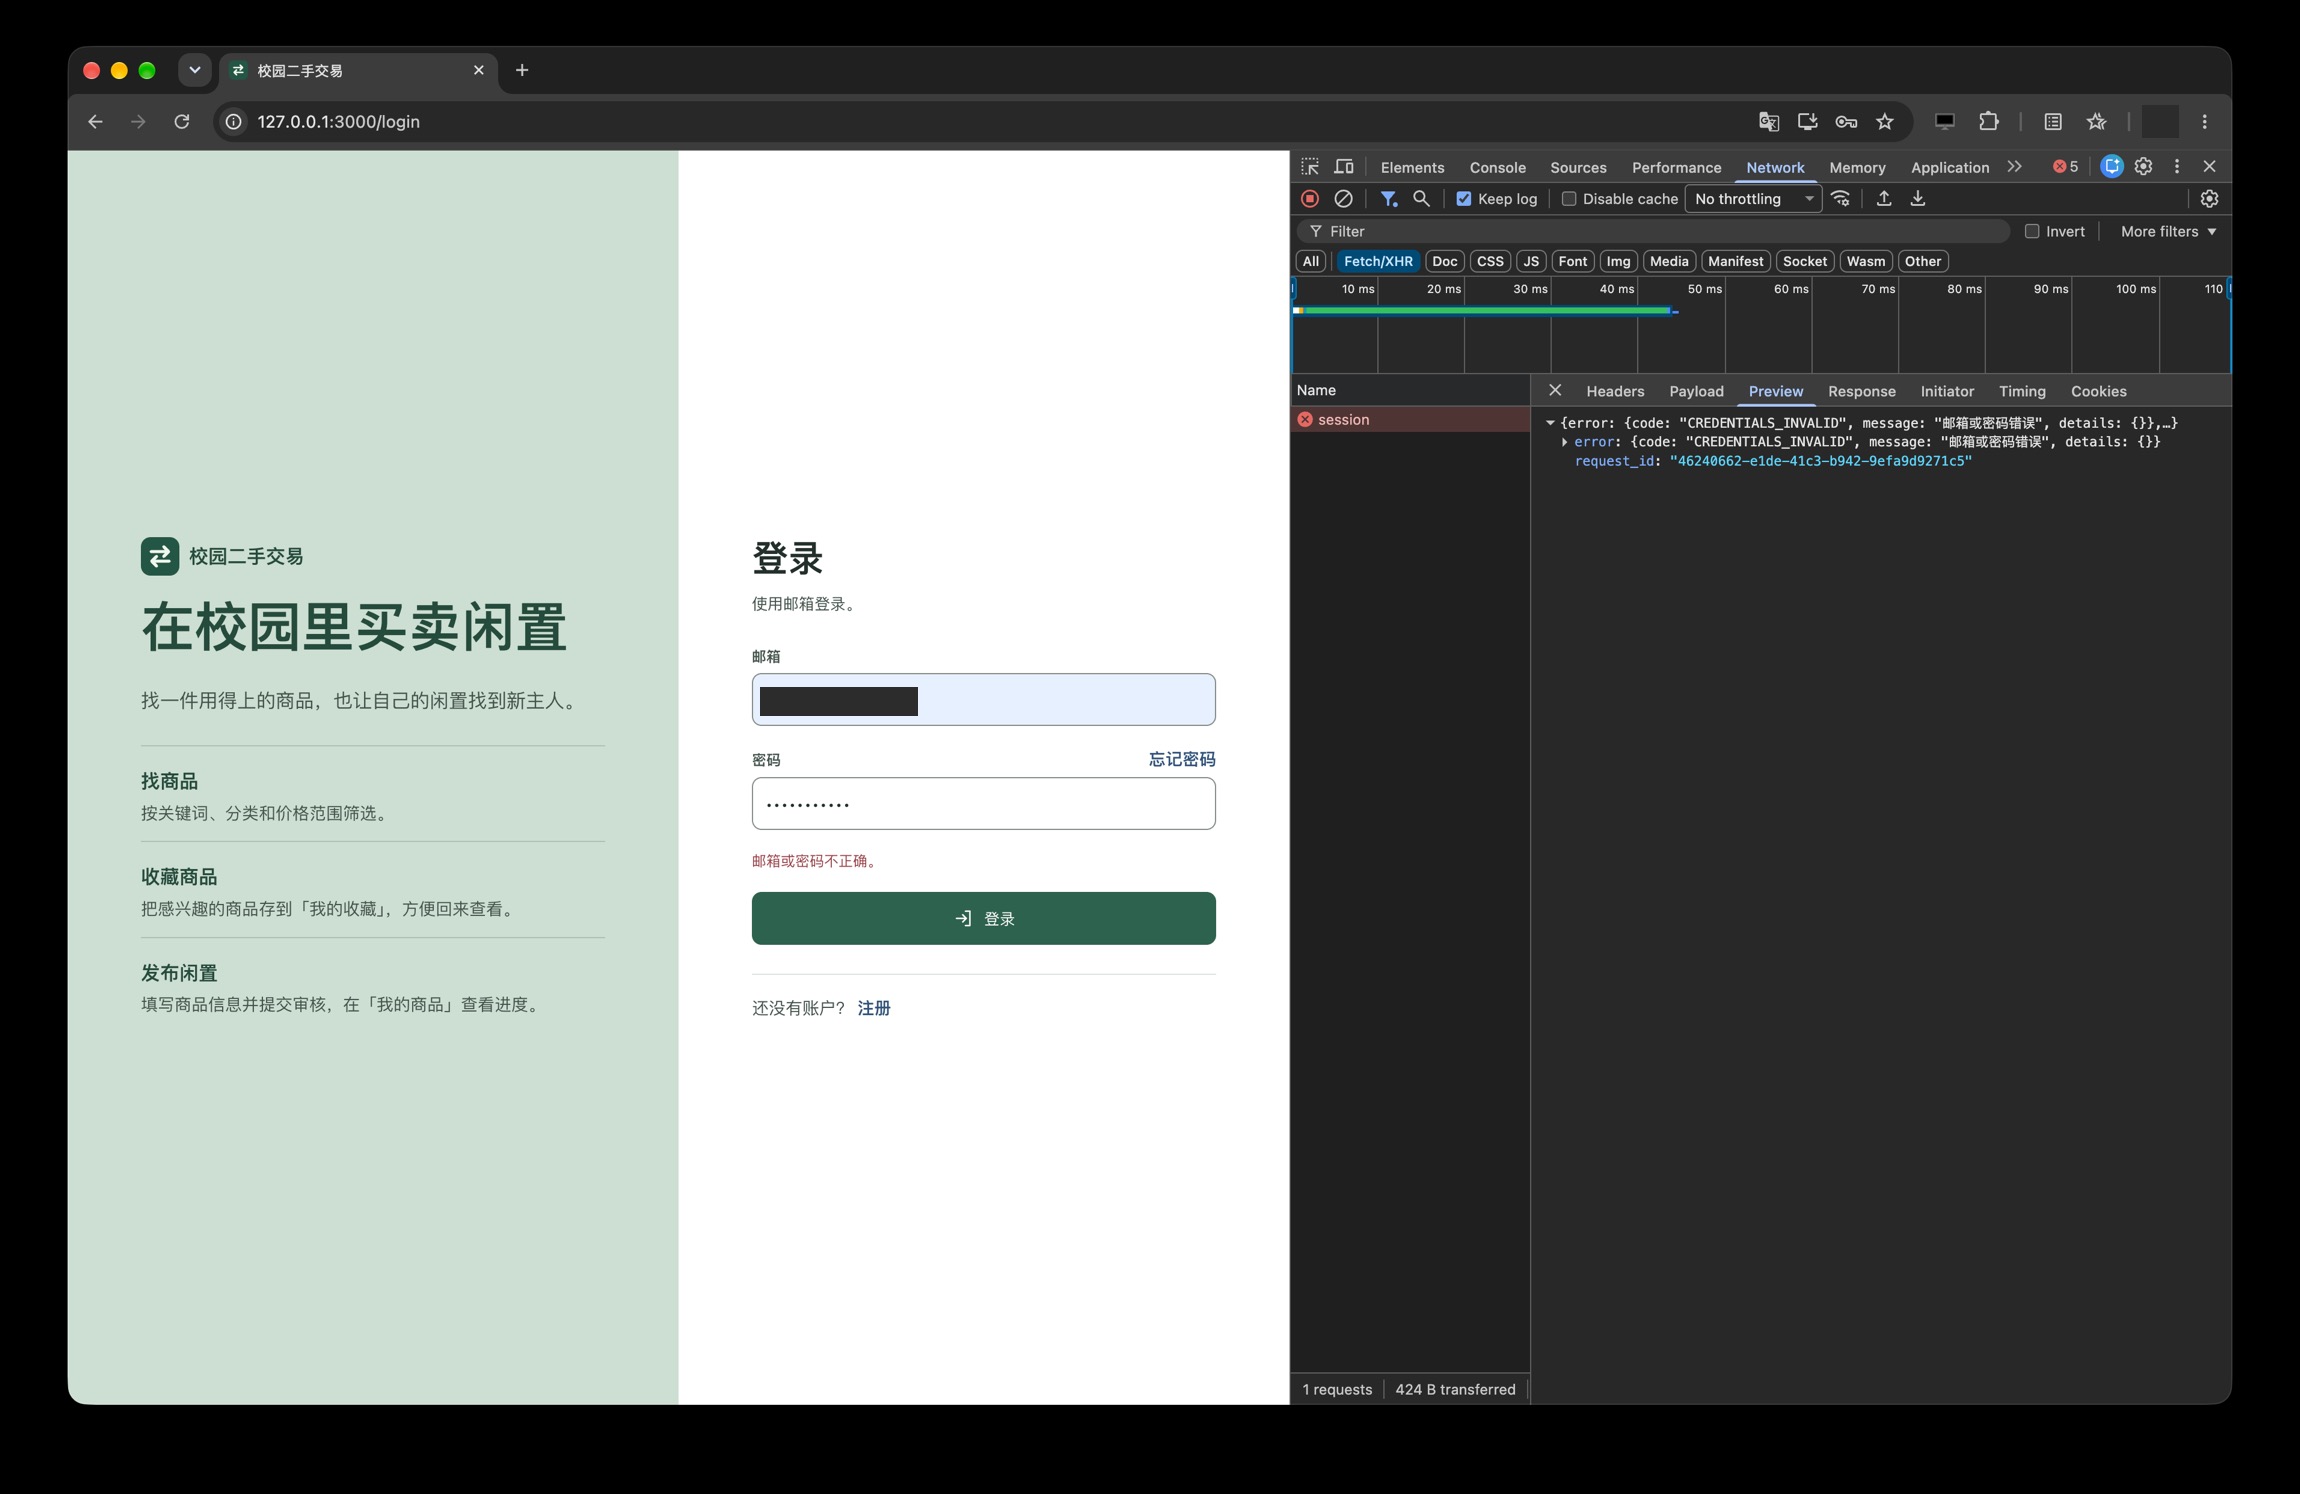 校园二手交易
127.0.0.1:3000/login
校园二手交易
在校园里买卖闲置
找一件用得上的商品，也让自己的闲置找到新主人。
找商品
按关键词、分类和价格范围筛选。
收藏商品
把感兴趣的商品存到「我的收藏」，方便回来查看。
发布闲置
填写商品信息并提交审核，在「我的商品」查看进度。
登录
使用邮箱登录。
邮箱
密码 忘记密码
邮箱或密码不正确。
登录
还没有账户？ 注册
Elements Console Sources Performance Network Memory Application 5
Keep log Disable cache No throttling
Filter Invert More filters
All Fetch/XHR Doc CSS JS Font Img Media Manifest Socket Wasm Other
10 ms 20 ms 30 ms 40 ms 50 ms 60 ms 70 ms 80 ms 90 ms 100 ms 110
Name
session
Headers Payload Preview Response Initiator Timing Cookies
{error: {code: "CREDENTIALS_INVALID", message: "邮箱或密码错误", details: {}},…}
error: {code: "CREDENTIALS_INVALID", message: "邮箱或密码错误", details: {}}
request_id: "46240662-e1de-41c3-b942-9efa9d9271c5"
1 requests 424 B transferred